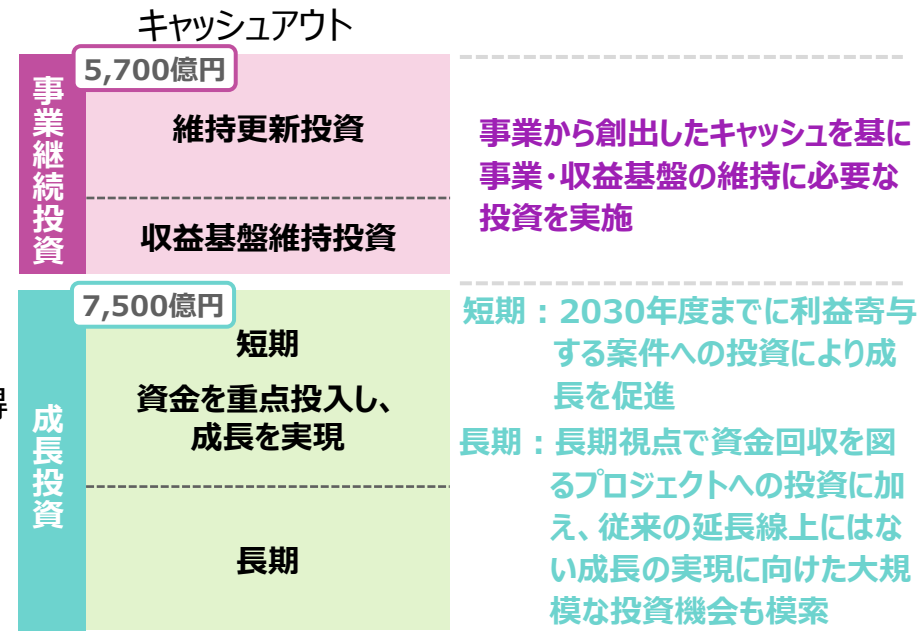 キャッシュアウト
事業継続投資
5,700億円
維持更新投資
収益基盤維持投資
事業から創出したキャッシュを基に
事業・収益基盤の維持に必要な
投資を実施
得
成長投資
7,500億円
短期
資金を重点投入し、
成長を実現
長期
短期：2030年度までに利益寄与
する案件への投資により成
長を促進
長期：長期視点で資金回収を図
るプロジェクトへの投資に加
え、従来の延長線上にはな
い成長の実現に向けた大規
模な投資機会も模索